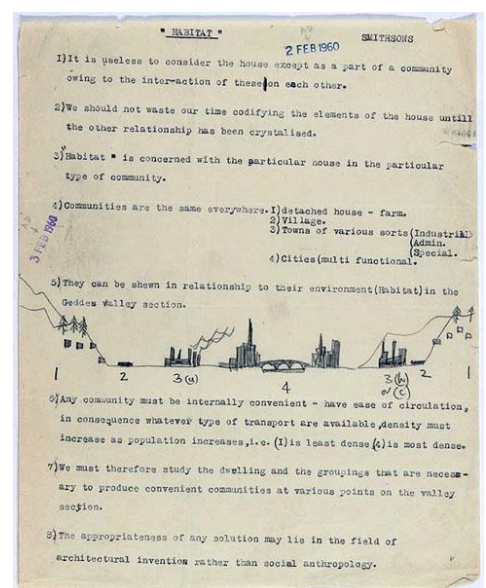 " HABITAT "
2 FEB 1960
SMITHSONS
1)It is useless to consider the house except as a part of a community
owing to the inter-action of these on each other.
2)We should not waste our time codifying the elements of the house untill
the other relationship has been crystalised.
3)"Habitat " is concerned with the particular house in the particular
type of community.
4)Communities are the same everywhere. I)detached house - farm.
2)Village.
3)Towns of various sorts(Industrial
(Admin.
(Special.
4)Cities(multi functional.
3 FEB 1960
5)They can be shewn in relationship to their environment(Habitat)in the
Geddes Valley section.
1 2 3(a) 4 3(b) 2 1
or (c)
6)Any community must be internally convenient - have ease of circulation,
in consequence whatever type of transport are available,density must
increase as population increases,i.e.(I)is least dense(4)is most dense.
7)We must therefore study the dwelling and the groupings that are necess-
ary to produce convenient communities at various points on the valley
section.
8)The appropriateness of any solution may lie in the field of
architectural invention rather than social anthropology.